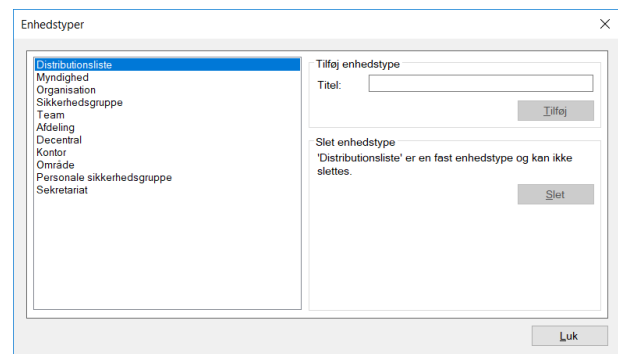 Enhedstyper
Distributionsliste
Myndighed
Organisation
Sikkerhedsgruppe
Team
Afdeling
Decentral
Kontor
Område
Personale sikkerhedsgruppe
Sekretariat
Tilføj enhedstype
Titel:
Tilføj
Slet enhedstype
'Distributionsliste' er en fast enhedstype og kan ikke
slettes.
Slet
Luk